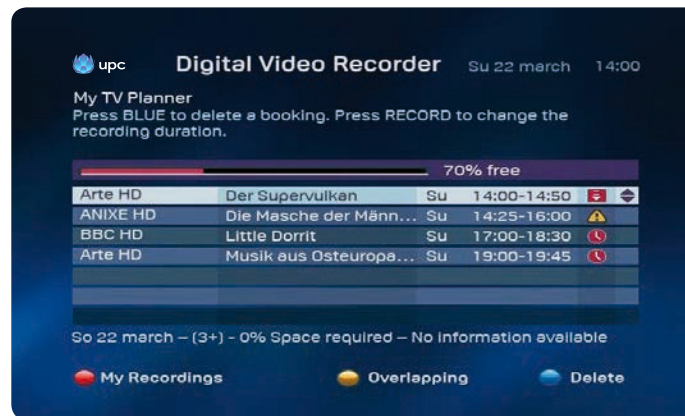 upc Digital Video Recorder Su 22 march 14:00
My TV Planner
Press BLUE to delete a booking. Press RECORD to change the
recording duration.
70% free
Arte HD Der Supervulkan Su 14:00-14:50
ANIXE HD Die Masche der Männ... Su 14:25-16:00
BBC HD Little Dorrit Su 17:00-18:30
Arte HD Musik aus Osteuropa... Su 19:00-19:45
So 22 march – (3+) - 0% Space required – No information available
My Recordings Overlapping Delete